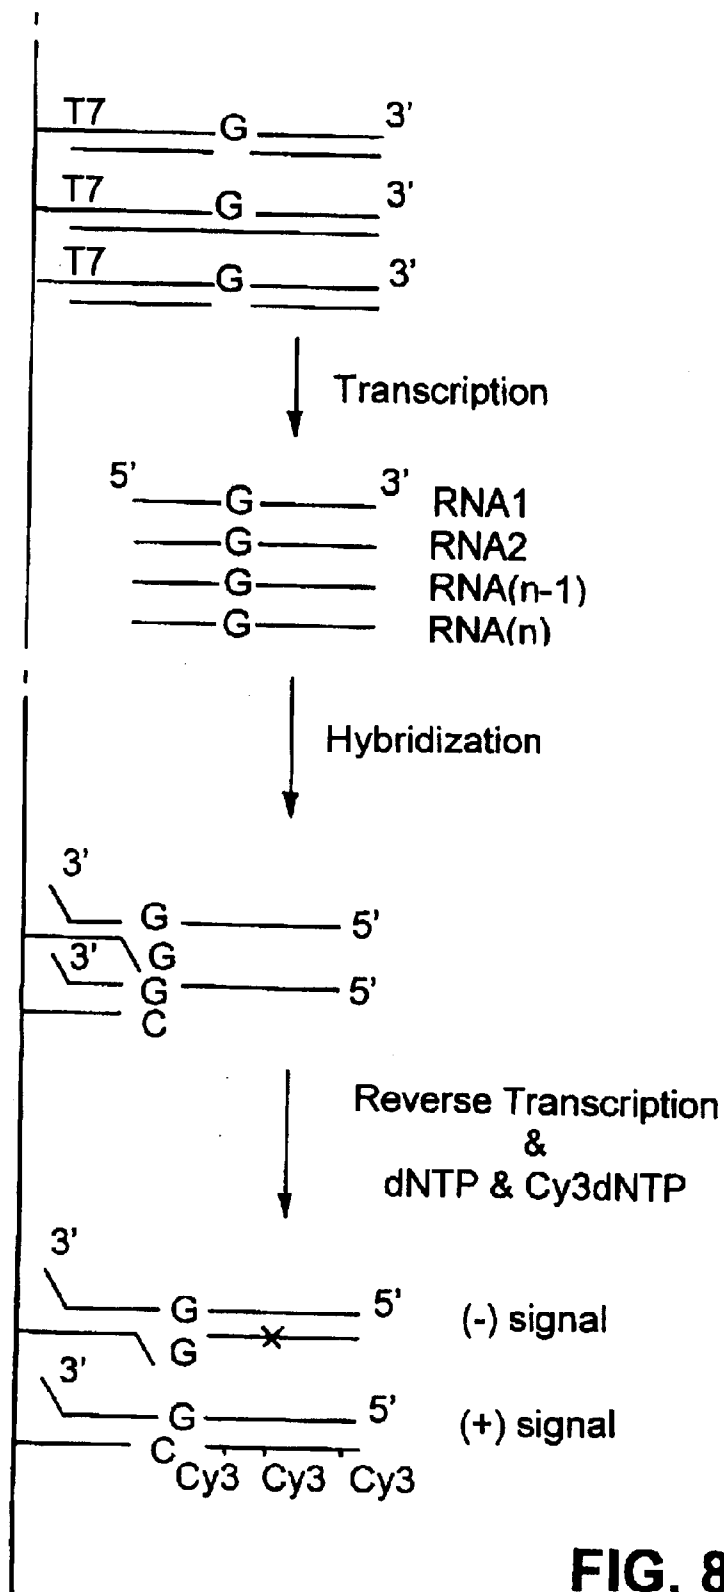 T7 G 3'
T7 G 3'
T7 G 3'
Transcription
5' G 3' RNA1
G RNA2
G RNA(n-1)
G RNA(n)
Hybridization
3'
G 5'
G
3' G 5'
C
Reverse Transcription
&
dNTP & Cy3dNTP
3'
G 5' (-) signal
G
3'
G 5' (+) signal
C
Cy3 Cy3 Cy3
FIG. 8